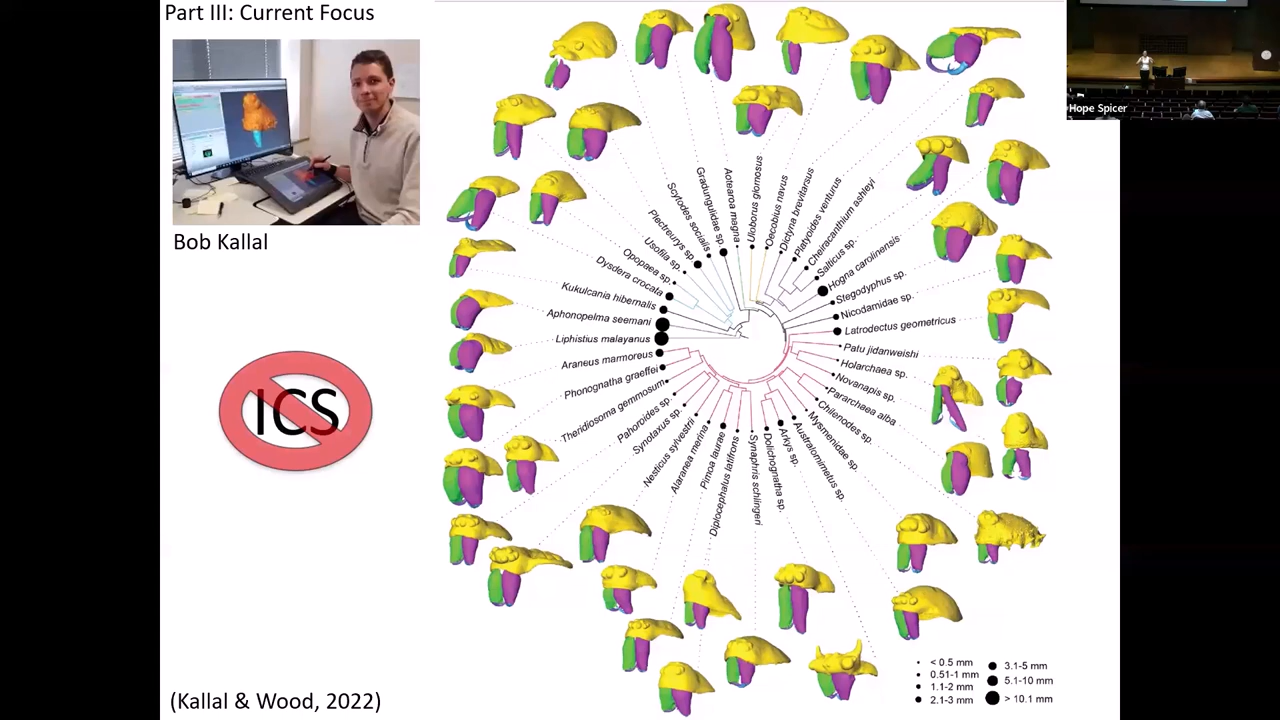 Part III: Current Focus
Hope Spicer
Bob Kallal
ICS
Scytodes socialis
Gradungulidae sp.
Aotearoa magna
Uloborus glomosus
Oecobius navus
Dictyna brevitarsus
Platyoides venturus
Cheiracanthium ashleyi
Salticus sp.
Hogna carolinensis
Stegodyphus sp.
Nicodamidae sp.
Latrodectus geometricus
Patu jidanweishi
Holarchaea sp.
Novanapis sp.
Pararchaea alba
Chilenodes sp.
Mysmenidae sp.
Australomimetus sp.
Arkys sp.
Dolichognatha sp.
Synaphris schlingeri
Diplocephalus latifrons
Pimoa laurae
Alaranea merina
Nesticus sylvestrii
Synotaxus sp.
Pahoroides sp.
Theridiosoma gemmosum
Phonognatha graeffei
Araneus marmoreus
Liphistius malayanus
Aphonopelma seemani
Kukulcania hibernalis
Dysdera crocata
Opopaea sp.
Usofila sp.
Plectreurys sp
< 0.5 mm
0.51-1 mm
1.1-2 mm
2.1-3 mm
3.1-5 mm
5.1-10 mm
> 10.1 mm
(Kallal & Wood, 2022)